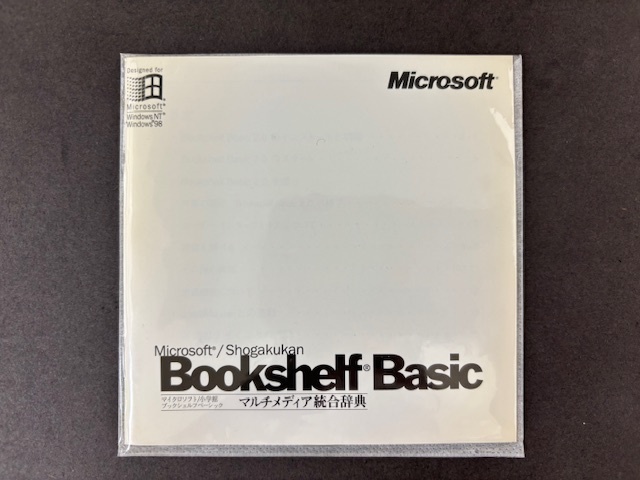 Designed for
Microsoft®
Windows NT®
Windows®98
Microsoft®
Microsoft®/Shogakukan
Bookshelf® Basic
マイクロソフト/小学館
ブックシェルフベーシック
マルチメディア統合辞典